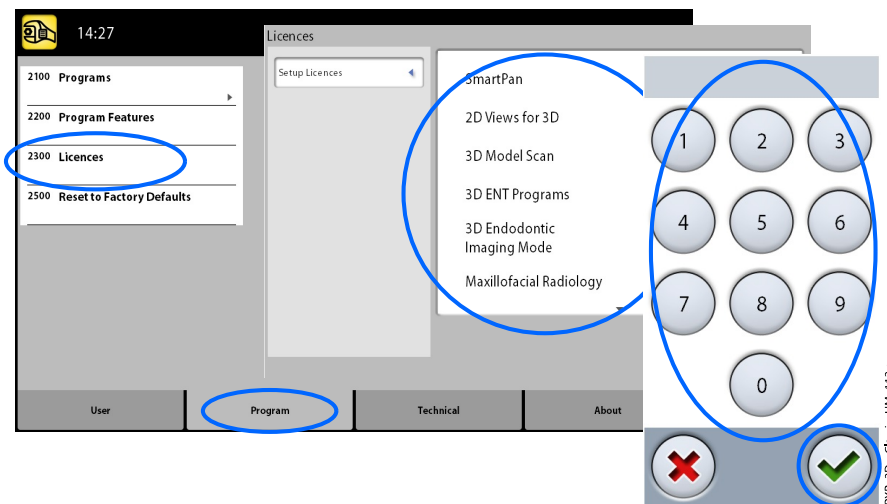 14:27
Licences
2100 Programs
2200 Program Features
2300 Licences
2500 Reset to Factory Defaults
Setup Licences
SmartPan
2D Views for 3D
3D Model Scan
3D ENT Programs
3D Endodontic
Imaging Mode
Maxillofacial Radiology
1 2 3
4 5 6
7 8 9
0
User Program Technical About